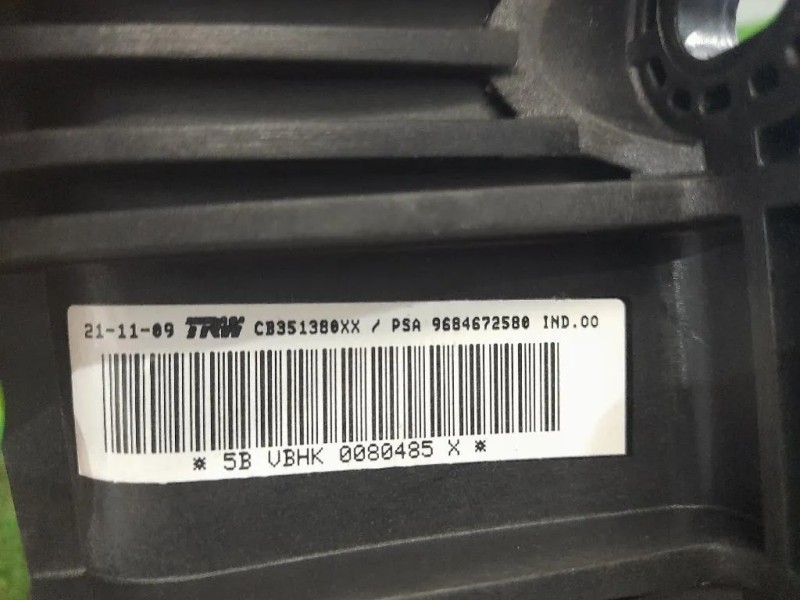 21-11-09 TRW CB351380XX / PSA 9684672580 IND.00
* 5B VBHK 0080485 X *